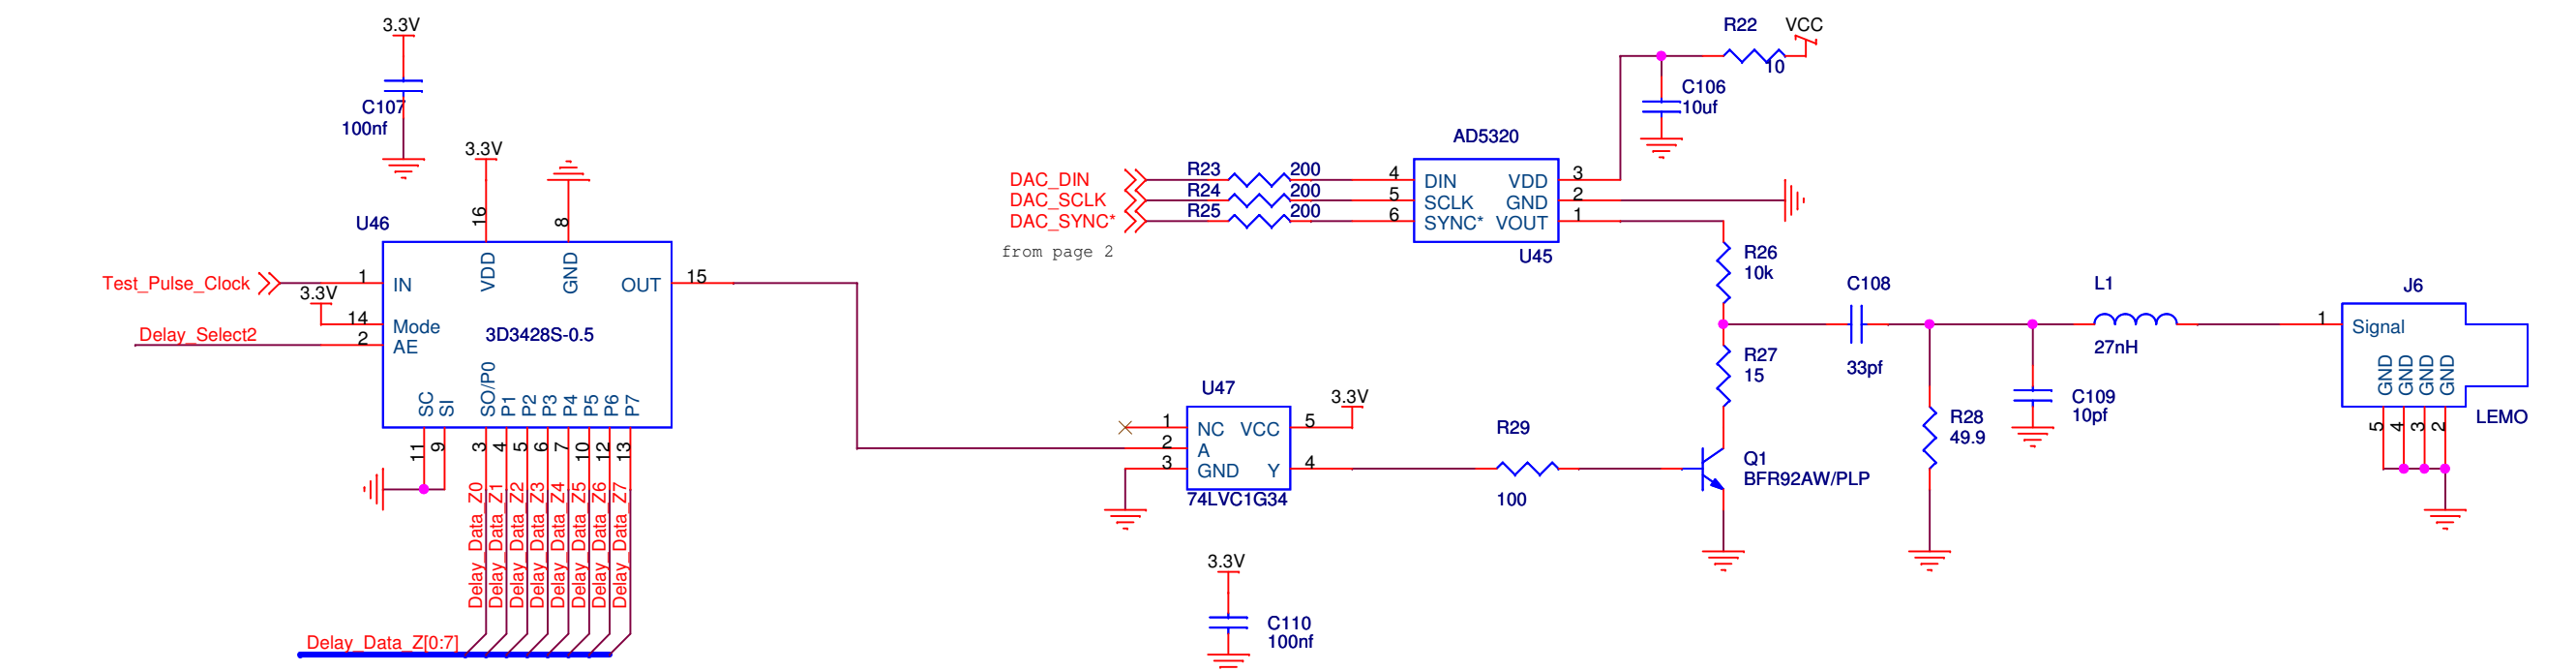 3.3V
C107
100nf
3.3V
U46
16
8
Test_Pulse_Clock
1
IN
VDD
GND
OUT
15
3.3V
14
Mode
Delay_Select2
2
AE
3D3428S-0.5
SC
SI
SO/P0
P1
P2
P3
P4
P5
P6
P7
11
9
3
4
5
6
7
10
12
13
Delay_Data_Z0
Delay_Data_Z1
Delay_Data_Z2
Delay_Data_Z3
Delay_Data_Z4
Delay_Data_Z5
Delay_Data_Z6
Delay_Data_Z7
Delay_Data_Z[0:7]
R22
VCC
10
C106
10uf
AD5320
DAC_DIN
R23
200
4
DIN
VDD
3
DAC_SCLK
R24
200
5
SCLK
GND
2
DAC_SYNC*
R25
200
6
SYNC*
VOUT
1
from page 2
U45
R26
10k
C108
33pf
R27
15
L1
27nH
J6
1
Signal
GND
GND
GND
GND
LEMO
5
4
3
2
C109
10pf
R28
49.9
U47
3.3V
1
NC
VCC
5
2
A
3
GND
Y
4
74LVC1G34
R29
100
Q1
BFR92AW/PLP
3.3V
C110
100nf